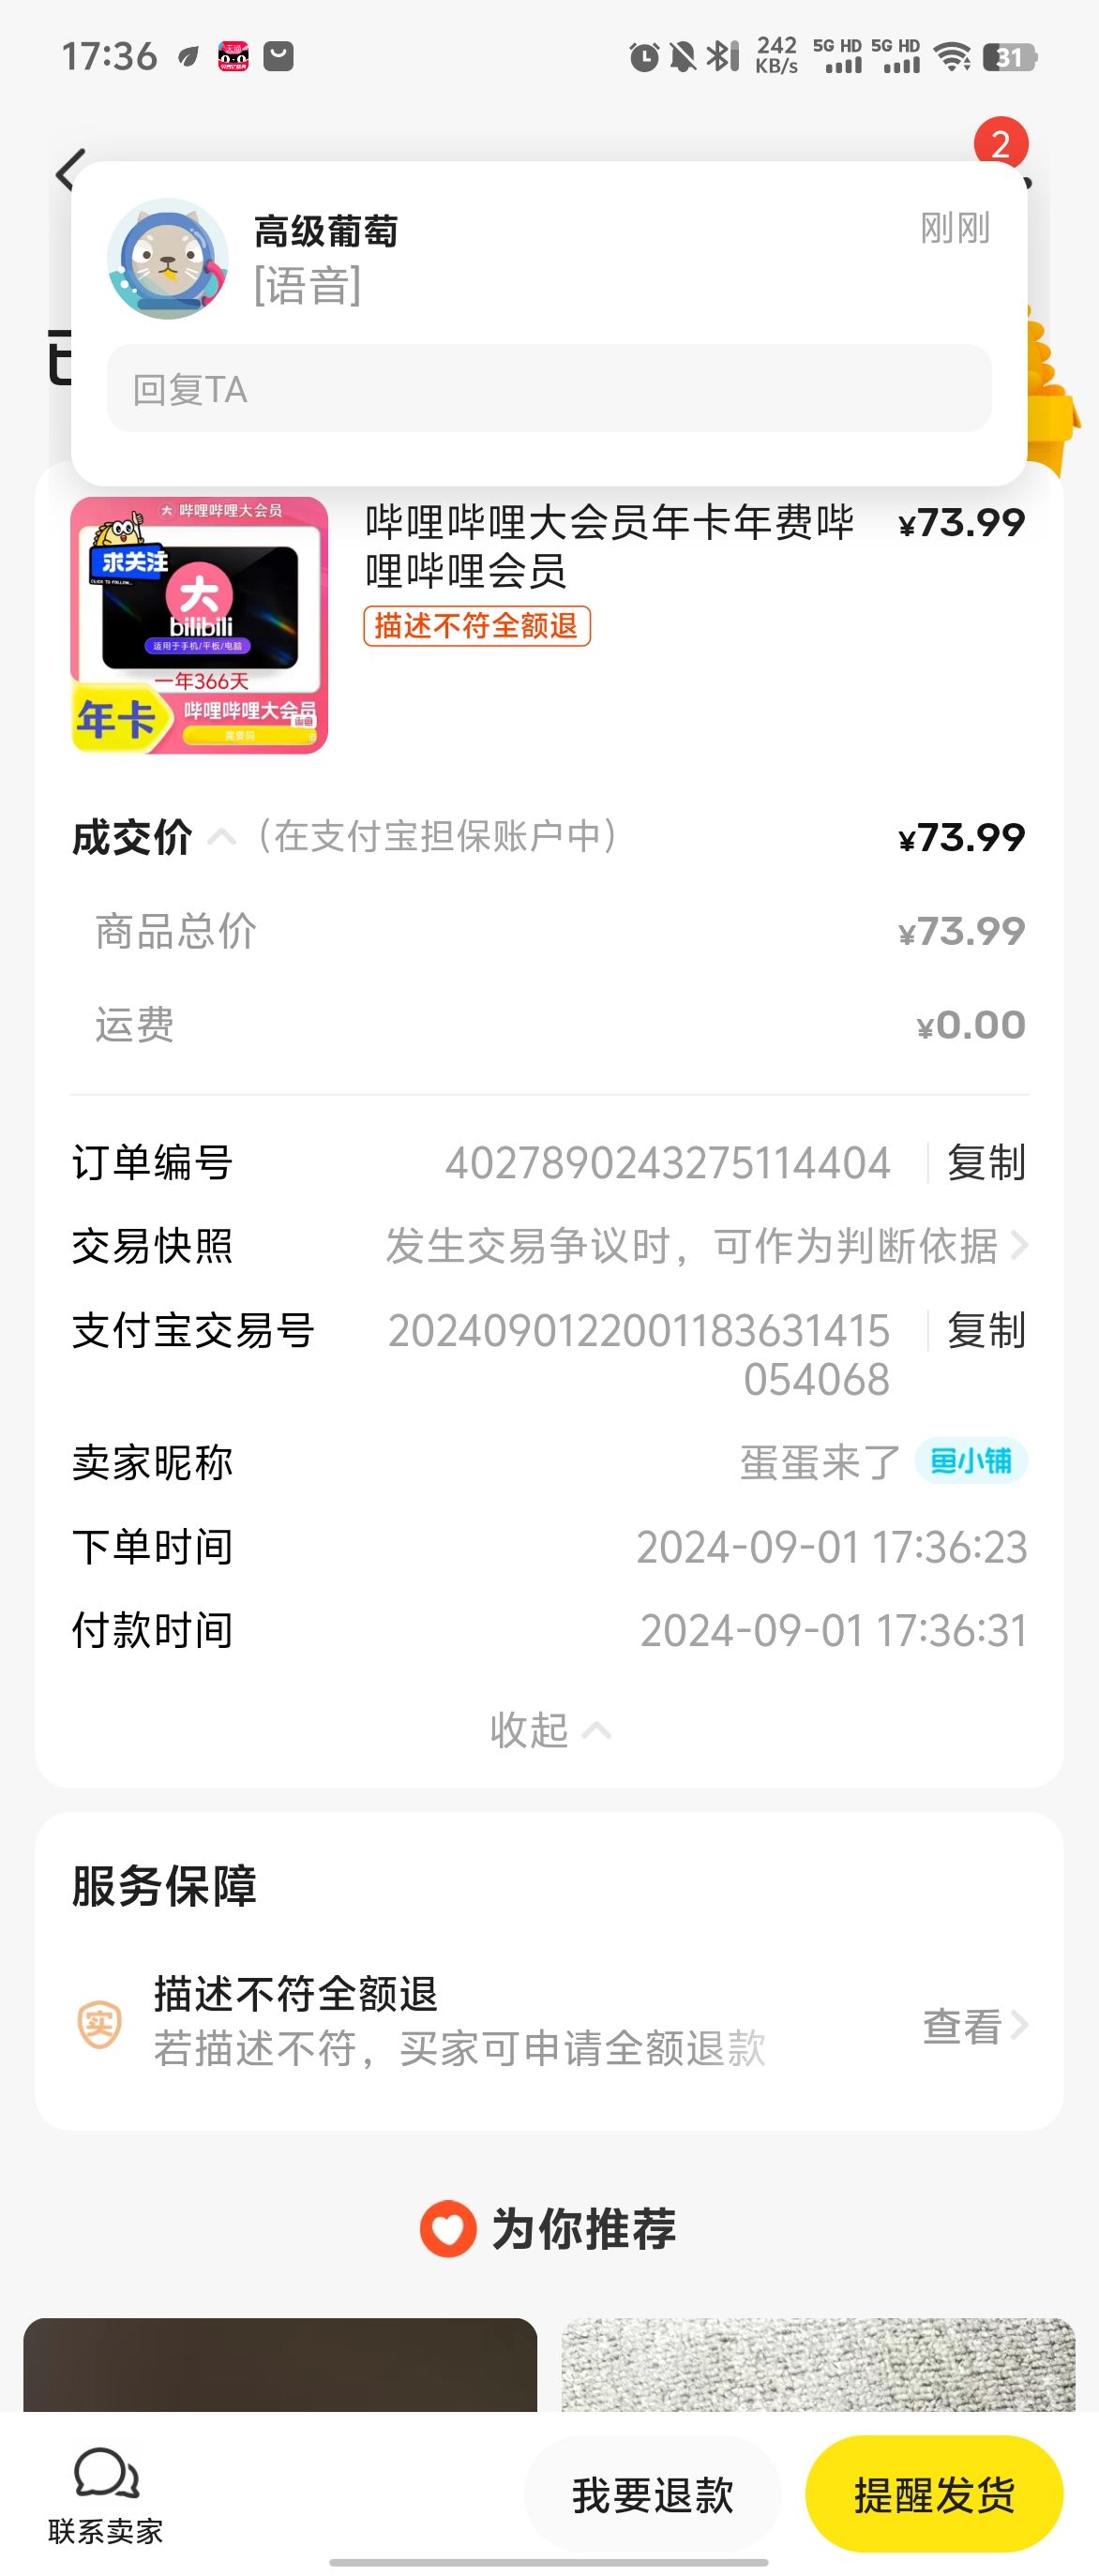 17:36
242
KB/s
5G HD
5G HD
31
2
高级葡萄
刚刚
[语音]
回复TA
大 哔哩哔哩大会员
求关注
CLICK TO FOLLOW...
大
bilibili
适用于手机/平板/电脑
一年366天
年卡
哔哩哔哩大会员
需要码
哔哩哔哩大会员年卡年费哔
哩哔哩会员
¥73.99
描述不符全额退
成交价
（在支付宝担保账户中）
¥73.99
商品总价
¥73.99
运费
¥0.00
订单编号
4027890243275114404
复制
交易快照
发生交易争议时，可作为判断依据
支付宝交易号
2024090122001183631415
054068
复制
卖家昵称
蛋蛋来了
鱼小铺
下单时间
2024-09-01 17:36:23
付款时间
2024-09-01 17:36:31
收起
服务保障
实
描述不符全额退
若描述不符，买家可申请全额退款
查看
为你推荐
联系卖家
我要退款
提醒发货